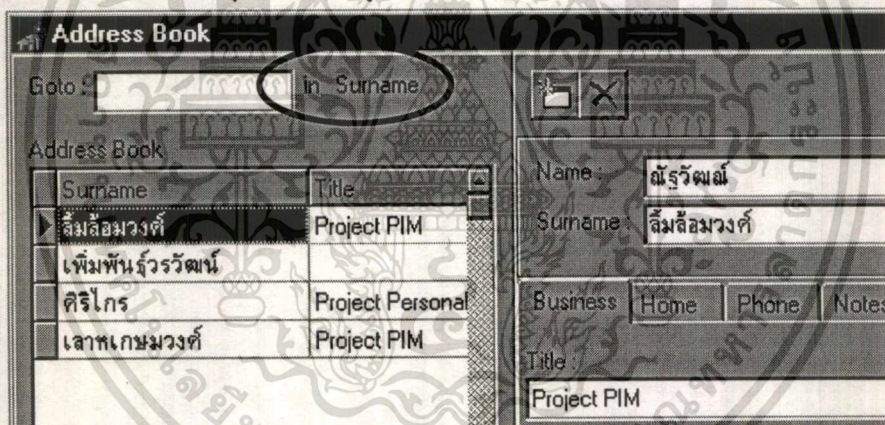 Address Book
Goto : in Surname
Address Book
Surname Title
ลิ้มล้อมวงศ์ Project PIM
เพิ่มพันธุ์วรวัฒน์
ศิริไกร Project Personal
เลาหเกษมวงศ์ Project PIM
Name : ณัฐวัฒณ์
Surname : ลิ้มล้อมวงศ์
Business Home Phone Notes
Title :
Project PIM